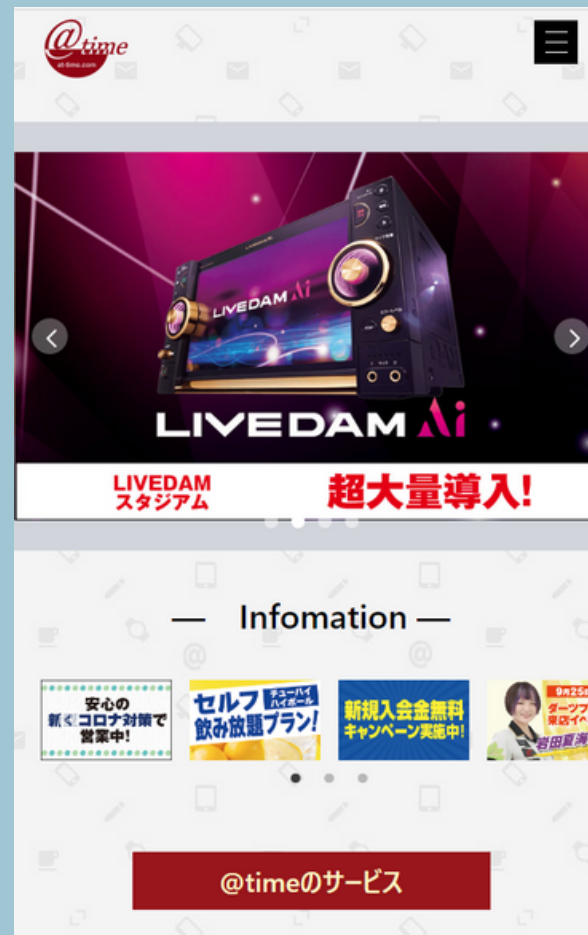 @time
at-time.com
LIVEDAM Ai
LIVEDAM Ai
LIVEDAM
スタジアム
超大量導入!
— Infomation —
安心の
新 コロナ対策で
営業中!
セルフ チューハイ ハイボール
飲み放題プラン!
新規入会金無料
キャンペーン実施中!
9月25日
ダーツプ
来店イベ
岩田夏海
@timeのサービス